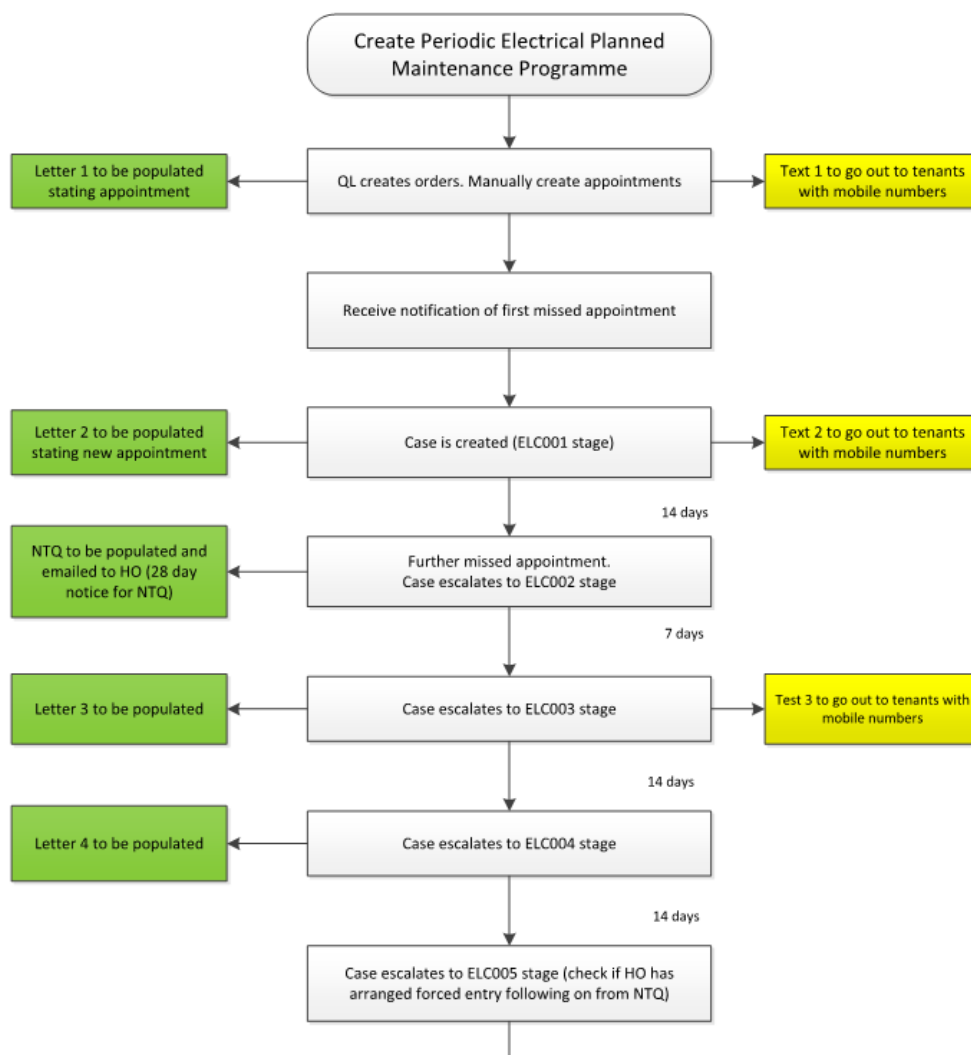 Create Periodic Electrical Planned
Maintenance Programme
Letter 1 to be populated
stating appointment
QL creates orders. Manually create appointments
Text 1 to go out to tenants
with mobile numbers
Receive notification of first missed appointment
Letter 2 to be populated
stating new appointment
Case is created (ELC001 stage)
Text 2 to go out to tenants
with mobile numbers
14 days
NTQ to be populated and
emailed to HO (28 day
notice for NTQ)
Further missed appointment.
Case escalates to ELC002 stage
7 days
Letter 3 to be populated
Case escalates to ELC003 stage
Test 3 to go out to tenants with
mobile numbers
14 days
Letter 4 to be populated
Case escalates to ELC004 stage
14 days
Case escalates to ELC005 stage (check if HO has
arranged forced entry following on from NTQ)